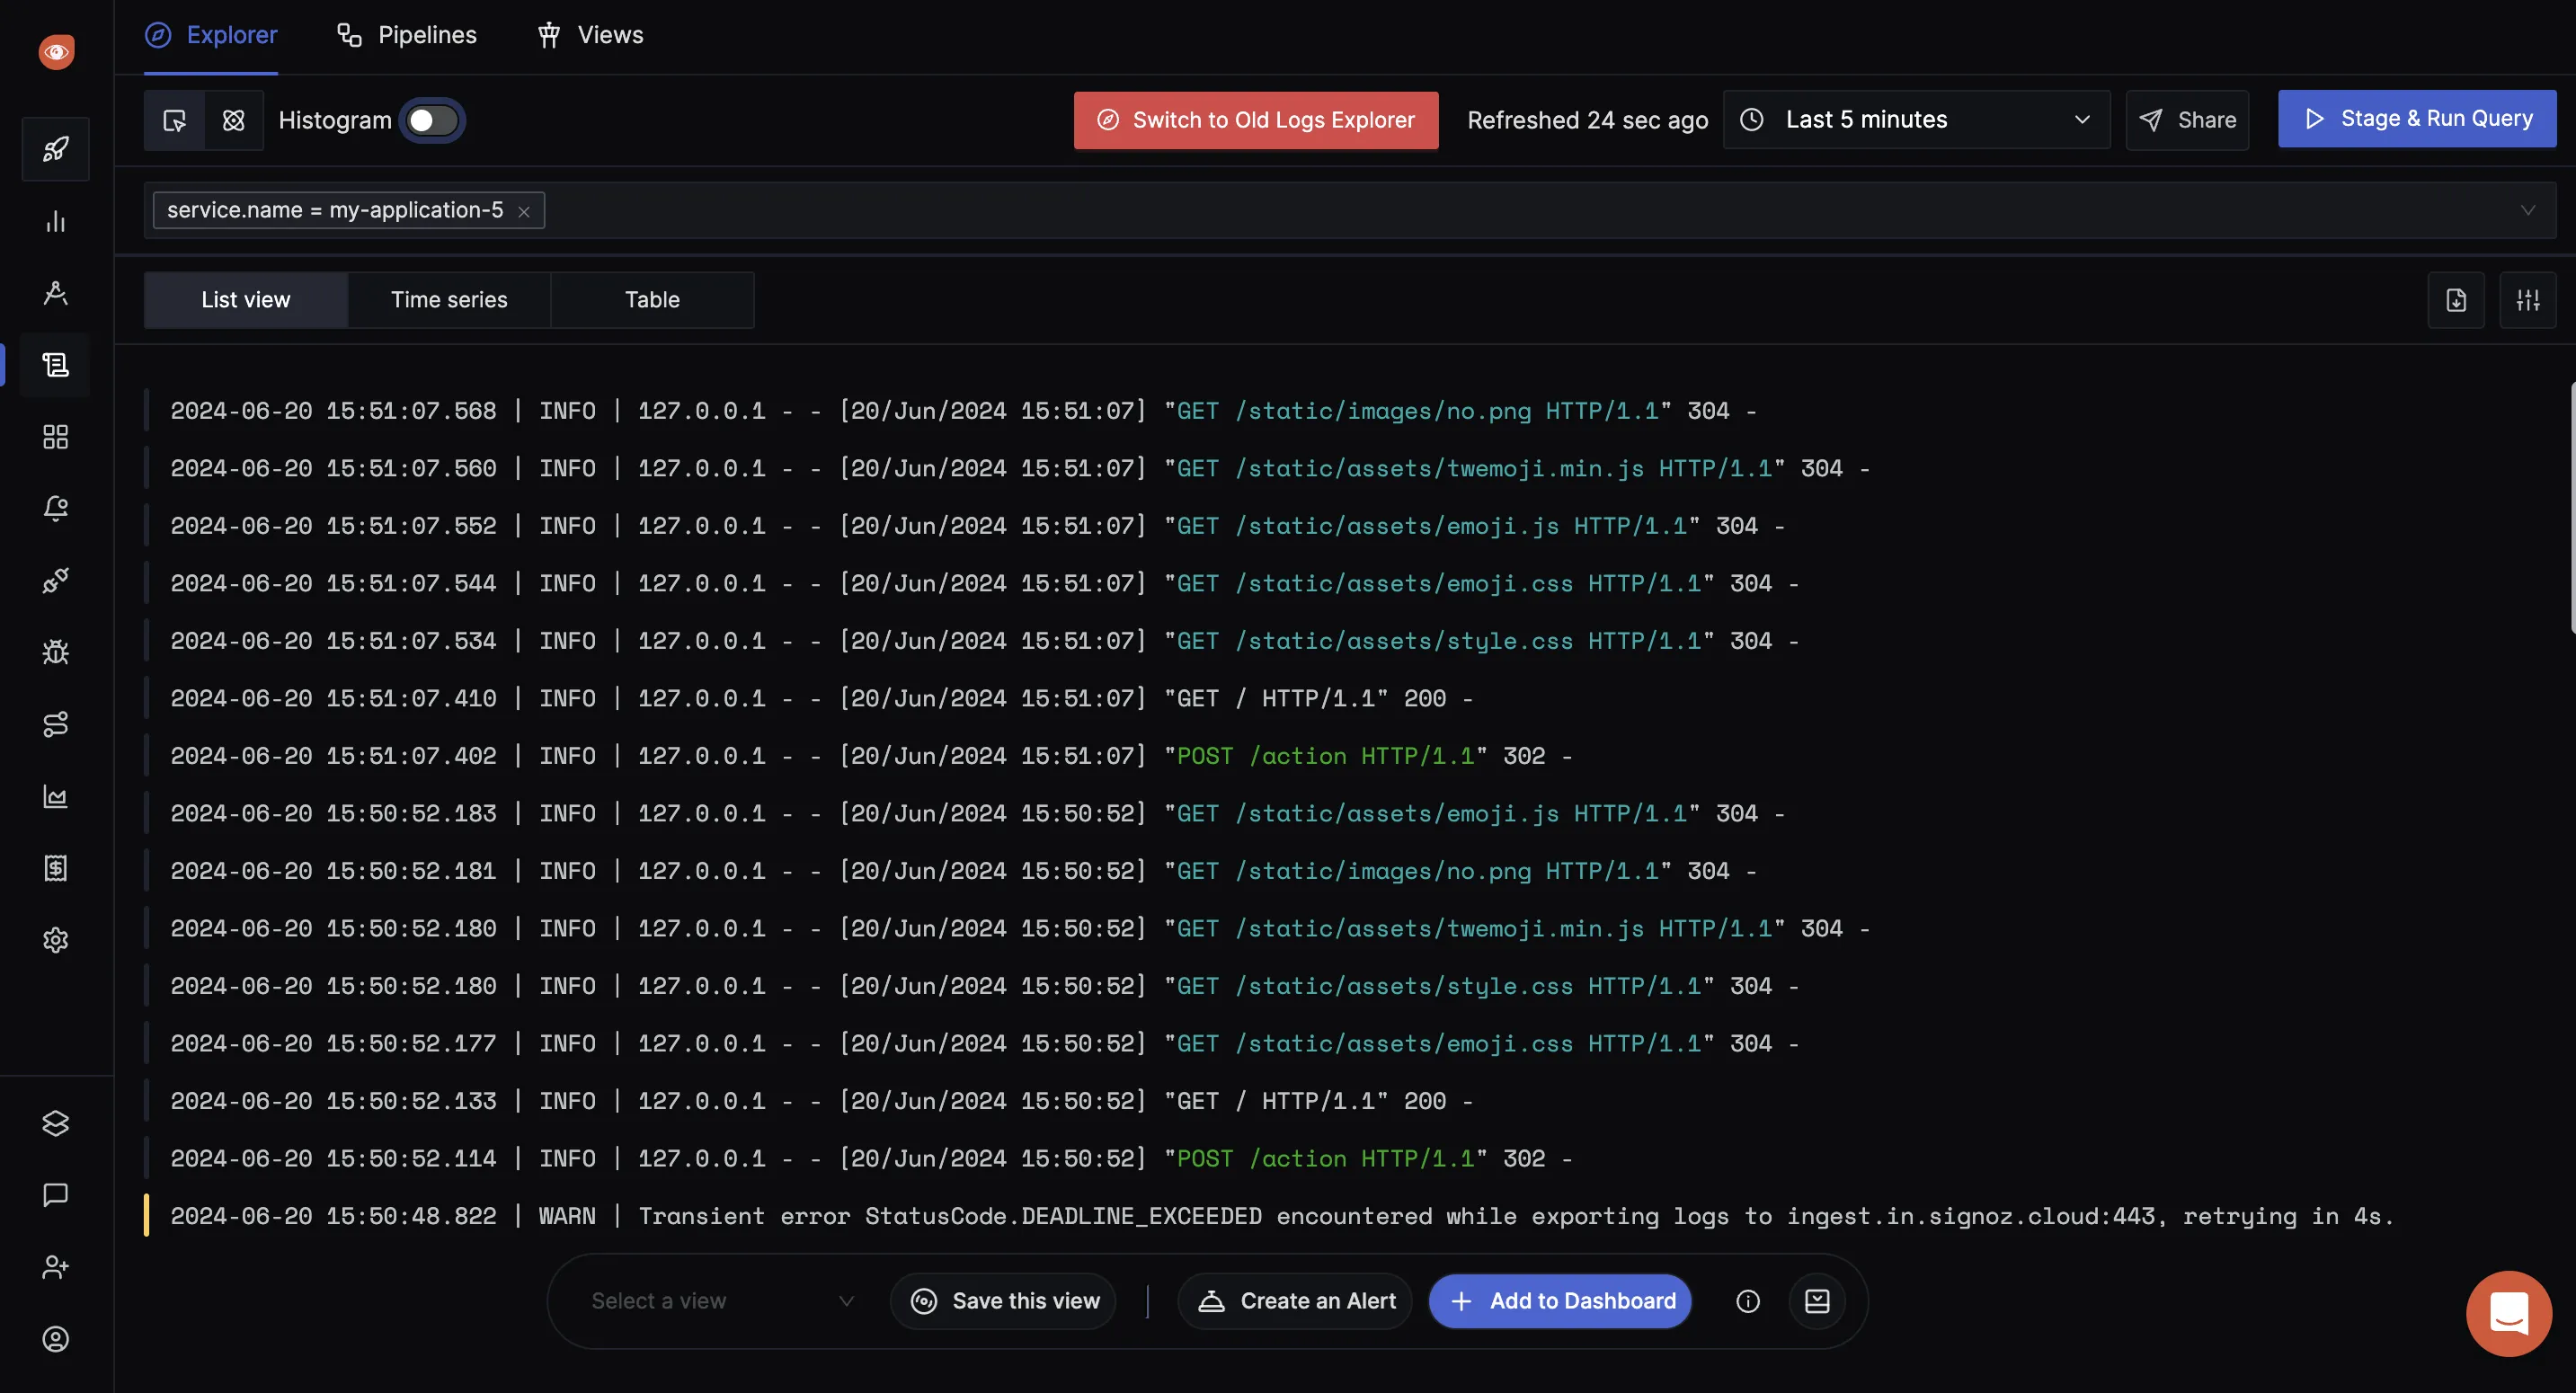 Explorer Pipelines Views
Histogram Switch to Old Logs Explorer Refreshed 24 sec ago Last 5 minutes Share Stage & Run Query
service.name = my-application-5
List view Time series Table
2024-06-20 15:51:07.568 | INFO | 127.0.0.1 - - [20/Jun/2024 15:51:07] "GET /static/images/no.png HTTP/1.1" 304 -
2024-06-20 15:51:07.560 | INFO | 127.0.0.1 - - [20/Jun/2024 15:51:07] "GET /static/assets/twemoji.min.js HTTP/1.1" 304 -
2024-06-20 15:51:07.552 | INFO | 127.0.0.1 - - [20/Jun/2024 15:51:07] "GET /static/assets/emoji.js HTTP/1.1" 304 -
2024-06-20 15:51:07.544 | INFO | 127.0.0.1 - - [20/Jun/2024 15:51:07] "GET /static/assets/emoji.css HTTP/1.1" 304 -
2024-06-20 15:51:07.534 | INFO | 127.0.0.1 - - [20/Jun/2024 15:51:07] "GET /static/assets/style.css HTTP/1.1" 304 -
2024-06-20 15:51:07.410 | INFO | 127.0.0.1 - - [20/Jun/2024 15:51:07] "GET / HTTP/1.1" 200 -
2024-06-20 15:51:07.402 | INFO | 127.0.0.1 - - [20/Jun/2024 15:51:07] "POST /action HTTP/1.1" 302 -
2024-06-20 15:50:52.183 | INFO | 127.0.0.1 - - [20/Jun/2024 15:50:52] "GET /static/assets/emoji.js HTTP/1.1" 304 -
2024-06-20 15:50:52.181 | INFO | 127.0.0.1 - - [20/Jun/2024 15:50:52] "GET /static/images/no.png HTTP/1.1" 304 -
2024-06-20 15:50:52.180 | INFO | 127.0.0.1 - - [20/Jun/2024 15:50:52] "GET /static/assets/twemoji.min.js HTTP/1.1" 304 -
2024-06-20 15:50:52.180 | INFO | 127.0.0.1 - - [20/Jun/2024 15:50:52] "GET /static/assets/style.css HTTP/1.1" 304 -
2024-06-20 15:50:52.177 | INFO | 127.0.0.1 - - [20/Jun/2024 15:50:52] "GET /static/assets/emoji.css HTTP/1.1" 304 -
2024-06-20 15:50:52.133 | INFO | 127.0.0.1 - - [20/Jun/2024 15:50:52] "GET / HTTP/1.1" 200 -
2024-06-20 15:50:52.114 | INFO | 127.0.0.1 - - [20/Jun/2024 15:50:52] "POST /action HTTP/1.1" 302 -
2024-06-20 15:50:48.822 | WARN | Transient error StatusCode.DEADLINE_EXCEEDED encountered while exporting logs to ingest.in.signoz.cloud:443, retrying in 4s.
Select a view Save this view Create an Alert Add to Dashboard